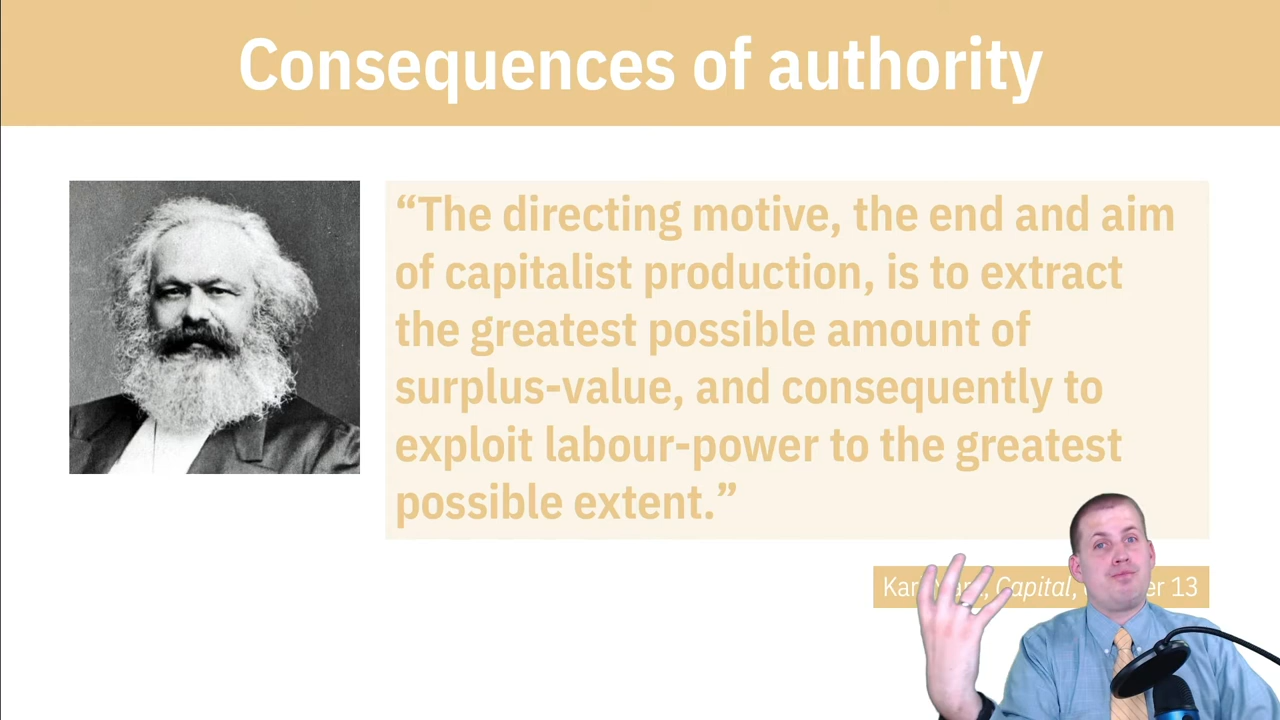 Consequences of authority
“The directing motive, the end and aim
of capitalist production, is to extract
the greatest possible amount of
surplus-value, and consequently to
exploit labour-power to the greatest
possible extent.”
Capital, 13